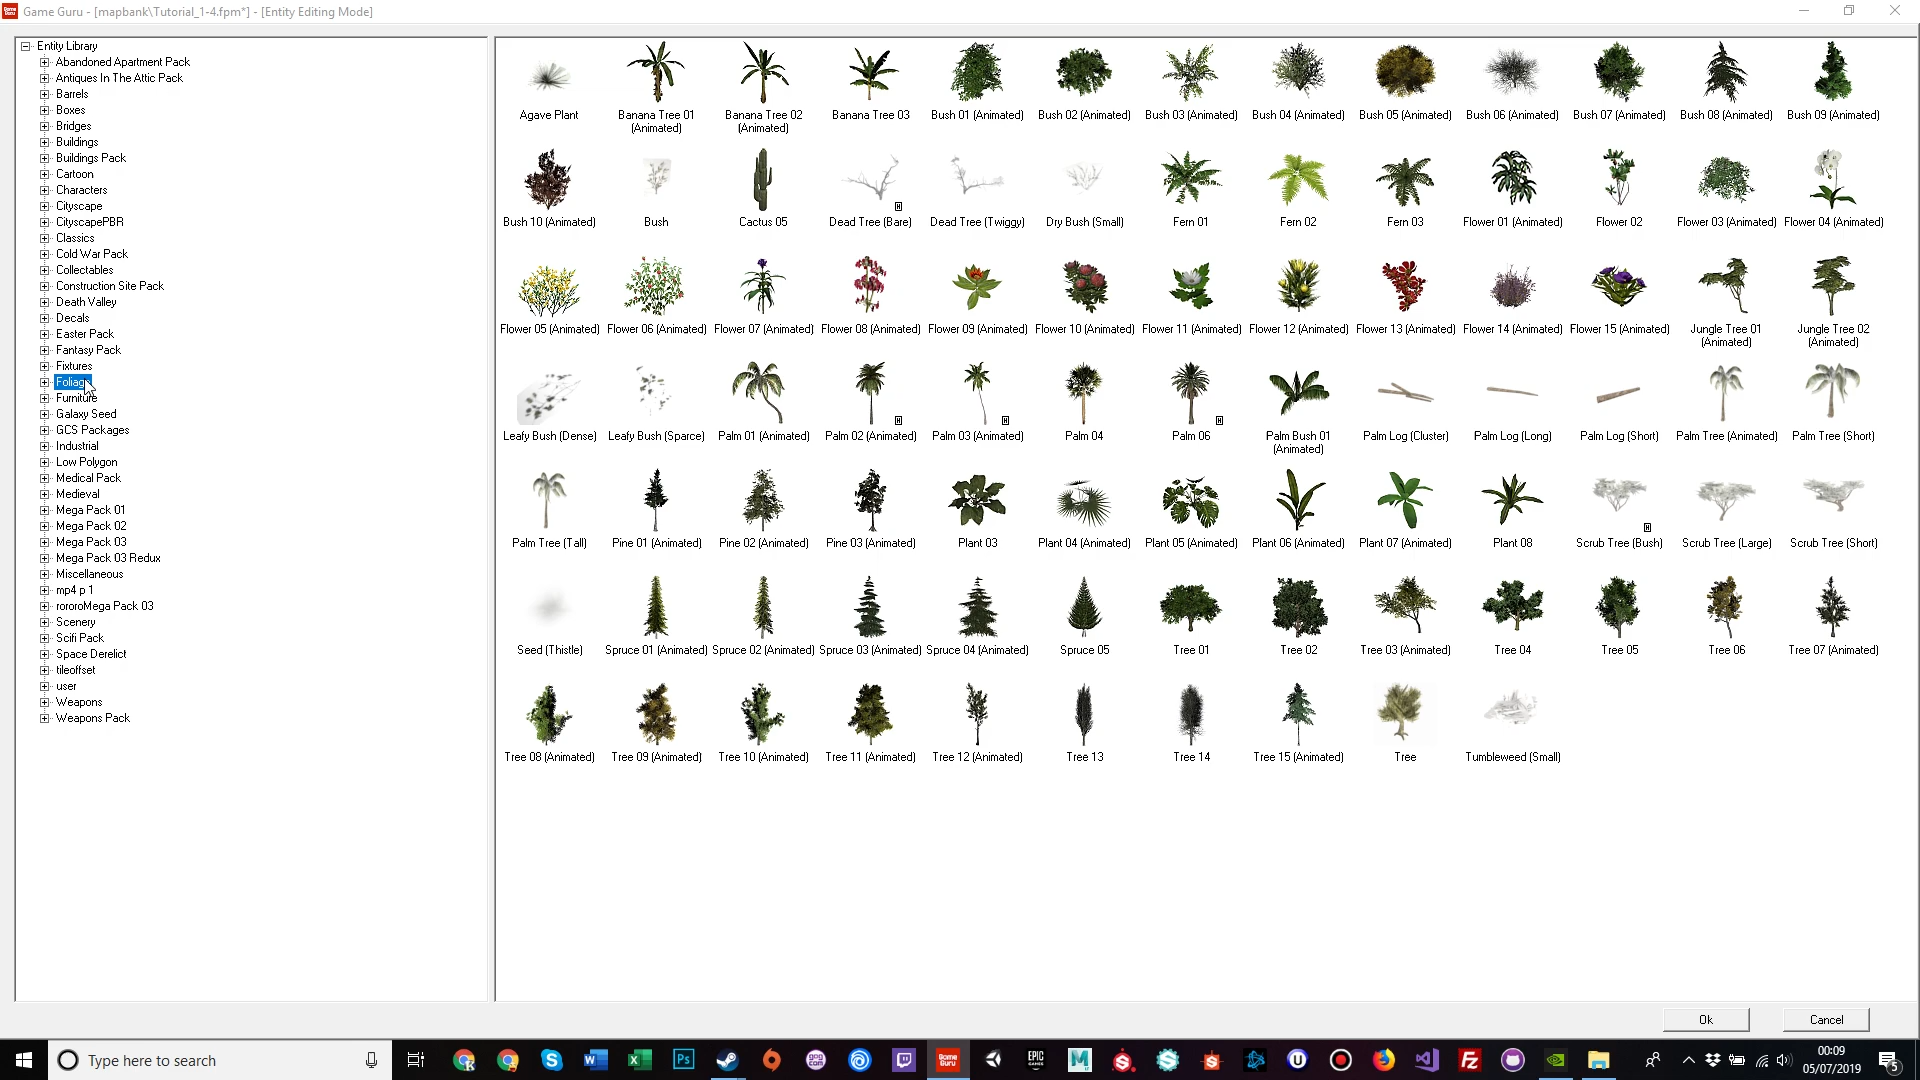 Game Guru - [mapbank\Tutorial_1-4.fpm*] - [Entity Editing Mode]
Entity Library
Abandoned Apartment Pack
Antiques In The Attic Pack
Barrels
Boxes
Bridges
Buildings
Buildings Pack
Cartoon
Characters
Cityscape
CityscapePBR
Classics
Cold War Pack
Collectables
Construction Site Pack
Death Valley
Decals
Easter Pack
Fantasy Pack
Fixtures
Foliage
Furniture
Galaxy Seed
GCS Packages
Industrial
Low Polygon
Medical Pack
Medieval
Mega Pack 01
Mega Pack 02
Mega Pack 03
Mega Pack 03 Redux
Miscellaneous
mp4 p 1
rororoMega Pack 03
Scenery
Scifi Pack
Space Derelict
tileoffset
user
Weapons
Weapons Pack
Agave Plant Banana Tree 01 Banana Tree 02 Banana Tree 03 Bush 01 (Animated) Bush 02 (Animated) Bush 03 (Animated) Bush 04 (Animated) Bush 05 (Animated) Bush 06 (Animated) Bush 07 (Animated) Bush 08 (Animated) Bush 09 (Animated)
(Animated) (Animated)
Bush 10 (Animated) Bush Cactus 05 Dead Tree (Bare) Dead Tree (Twiggy) Dry Bush (Small) Fern 01 Fern 02 Fern 03 Flower 01 (Animated) Flower 02 Flower 03 (Animated) Flower 04 (Animated)
Flower 05 (Animated) Flower 06 (Animated) Flower 07 (Animated) Flower 08 (Animated) Flower 09 (Animated) Flower 10 (Animated) Flower 11 (Animated) Flower 12 (Animated) Flower 13 (Animated) Flower 14 (Animated) Flower 15 (Animated) Jungle Tree 01 Jungle Tree 02
(Animated) (Animated)
Leafy Bush (Dense) Leafy Bush (Sparce) Palm 01 (Animated) Palm 02 (Animated) Palm 03 (Animated) Palm 04 Palm 06 Palm Bush 01 Palm Log (Cluster) Palm Log (Long) Palm Log (Short) Palm Tree (Animated) Palm Tree (Short)
(Animated)
Palm Tree (Tall) Pine 01 (Animated) Pine 02 (Animated) Pine 03 (Animated) Plant 03 Plant 04 (Animated) Plant 05 (Animated) Plant 06 (Animated) Plant 07 (Animated) Plant 08 Scrub Tree (Bush) Scrub Tree (Large) Scrub Tree (Short)
Seed (Thistle) Spruce 01 (Animated) Spruce 02 (Animated) Spruce 03 (Animated) Spruce 04 (Animated) Spruce 05 Tree 01 Tree 02 Tree 03 (Animated) Tree 04 Tree 05 Tree 06 Tree 07 (Animated)
Tree 08 (Animated) Tree 09 (Animated) Tree 10 (Animated) Tree 11 (Animated) Tree 12 (Animated) Tree 13 Tree 14 Tree 15 (Animated) Tree Tumbleweed (Small)
Ok Cancel
Type here to search
00:09
05/07/2019